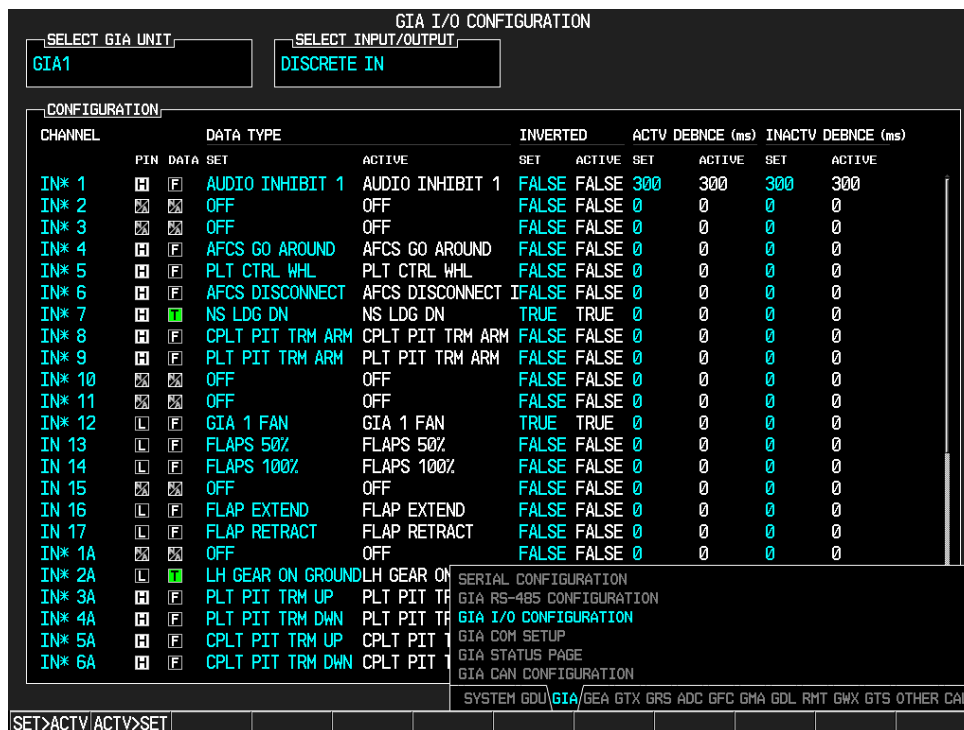 GIA I/O CONFIGURATION
SELECT GIA UNIT SELECT INPUT/OUTPUT
GIA1 DISCRETE IN
CONFIGURATION
CHANNEL DATA TYPE INVERTED ACTV DEBNCE (ms) INACTV DEBNCE (ms)
PIN DATA SET ACTIVE SET ACTIVE SET ACTIVE SET ACTIVE
IN* 1 H F AUDIO INHIBIT 1 AUDIO INHIBIT 1 FALSE FALSE 300 300 300 300
IN* 2 OFF OFF FALSE FALSE 0 0 0 0
IN* 3 OFF OFF FALSE FALSE 0 0 0 0
IN* 4 H F AFCS GO AROUND AFCS GO AROUND FALSE FALSE 0 0 0 0
IN* 5 H F PLT CTRL WHL PLT CTRL WHL FALSE FALSE 0 0 0 0
IN* 6 H F AFCS DISCONNECT AFCS DISCONNECT IFALSE FALSE 0 0 0 0
IN* 7 H T NS LDG DN NS LDG DN TRUE TRUE 0 0 0 0
IN* 8 H F CPLT PIT TRM ARM CPLT PIT TRM ARM FALSE FALSE 0 0 0 0
IN* 9 H F PLT PIT TRM ARM PLT PIT TRM ARM FALSE FALSE 0 0 0 0
IN* 10 OFF OFF FALSE FALSE 0 0 0 0
IN* 11 OFF OFF FALSE FALSE 0 0 0 0
IN* 12 L F GIA 1 FAN GIA 1 FAN TRUE TRUE 0 0 0 0
IN 13 L F FLAPS 50% FLAPS 50% FALSE FALSE 0 0 0 0
IN 14 L F FLAPS 100% FLAPS 100% FALSE FALSE 0 0 0 0
IN 15 OFF OFF FALSE FALSE 0 0 0 0
IN 16 L F FLAP EXTEND FLAP EXTEND FALSE FALSE 0 0 0 0
IN 17 L F FLAP RETRACT FLAP RETRACT FALSE FALSE 0 0 0 0
IN* 1A OFF OFF FALSE FALSE 0 0 0 0
IN* 2A L T LH GEAR ON GROUND LH GEAR ON
IN* 3A H F PLT PIT TRM UP PLT PIT TR
IN* 4A H F PLT PIT TRM DWN PLT PIT TR
IN* 5A H F CPLT PIT TRM UP CPLT PIT
IN* 6A H F CPLT PIT TRM DWN CPLT PIT
SERIAL CONFIGURATION
GIA RS-485 CONFIGURATION
GIA I/O CONFIGURATION
GIA COM SETUP
GIA STATUS PAGE
GIA CAN CONFIGURATION
SYSTEM GDU GIA GEA GTX GRS ADC GFC GMA GDL RMT GWX GTS OTHER CAL
SET>ACTV ACTV>SET